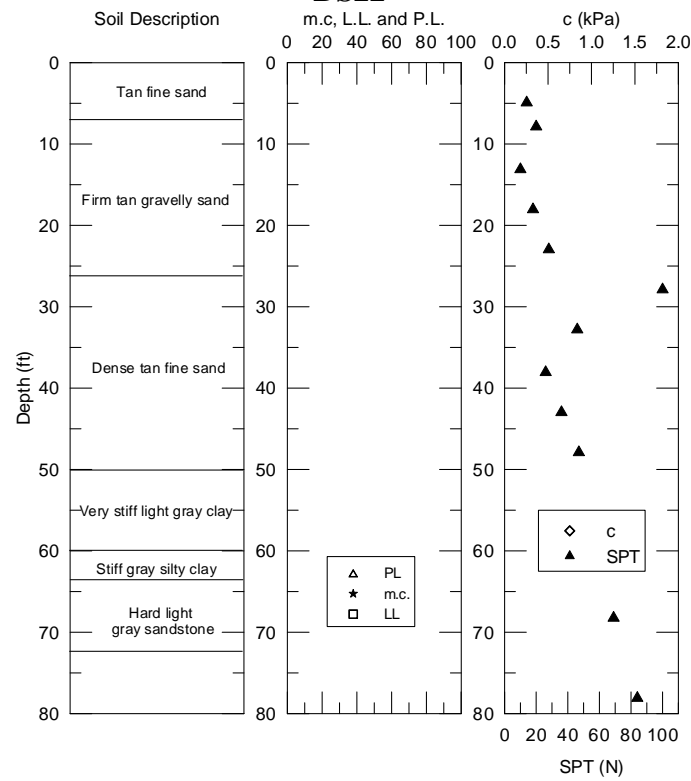 Soil Description
m.c, L.L. and P.L.
c (kPa)
0 20 40 60 80 100
0.0 0.5 1.0 1.5 2.0
Depth (ft)
0
10
20
30
40
50
60
70
80
Tan fine sand
Firm tan gravelly sand
Dense tan fine sand
Very stiff light gray clay
Stiff gray silty clay
Hard light
gray sandstone
0
10
20
30
40
50
60
70
80
PL
m.c.
LL
0
10
20
30
40
50
60
70
80
c
SPT
0 20 40 60 80 100
SPT (N)